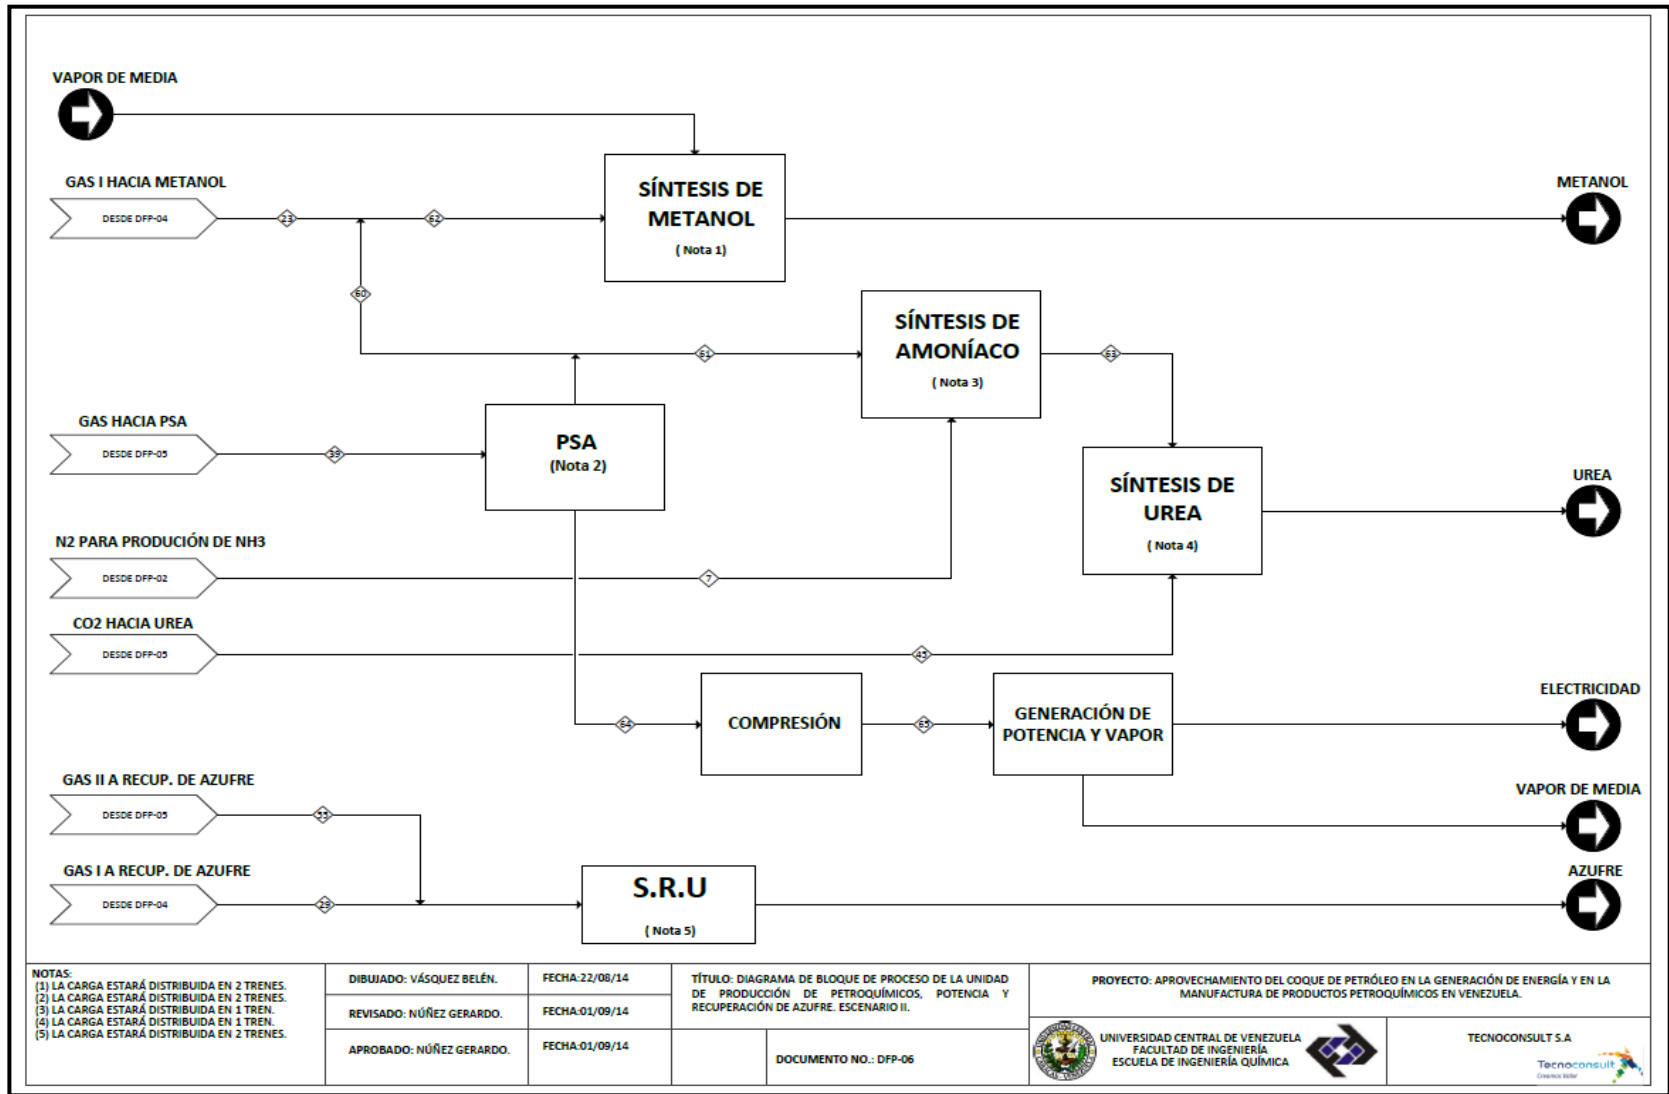 VAPOR DE MEDIA
GAS I HACIA METANOL
DESDE DFP-04
23
62
SÍNTESIS DE
METANOL
( Nota 1)
METANOL
60
61
SÍNTESIS DE
AMONÍACO
( Nota 3)
63
GAS HACIA PSA
DESDE DFP-05
39
PSA
(Nota 2)
SÍNTESIS DE
UREA
( Nota 4)
UREA
N2 PARA PRODUCIÓN DE NH3
DESDE DFP-02
7
CO2 HACIA UREA
DESDE DFP-05
45
64
COMPRESIÓN
65
GENERACIÓN DE
POTENCIA Y VAPOR
ELECTRICIDAD
VAPOR DE MEDIA
GAS II A RECUP. DE AZUFRE
DESDE DFP-05
55
GAS I A RECUP. DE AZUFRE
DESDE DFP-04
29
S.R.U
( Nota 5)
AZUFRE
NOTAS:
(1) LA CARGA ESTARÁ DISTRIBUIDA EN 2 TRENES.
(2) LA CARGA ESTARÁ DISTRIBUIDA EN 2 TRENES.
(3) LA CARGA ESTARÁ DISTRIBUIDA EN 1 TREN.
(4) LA CARGA ESTARÁ DISTRIBUIDA EN 1 TREN.
(5) LA CARGA ESTARÁ DISTRIBUIDA EN 2 TRENES.
DIBUJADO: VÁSQUEZ BELÉN.
FECHA:22/08/14
REVISADO: NÚÑEZ GERARDO.
FECHA:01/09/14
APROBADO: NÚÑEZ GERARDO.
FECHA:01/09/14
TÍTULO: DIAGRAMA DE BLOQUE DE PROCESO DE LA UNIDAD
DE PRODUCCIÓN DE PETROQUÍMICOS, POTENCIA Y
RECUPERACIÓN DE AZUFRE. ESCENARIO II.
DOCUMENTO NO.: DFP-06
PROYECTO: APROVECHAMIENTO DEL COQUE DE PETRÓLEO EN LA GENERACIÓN DE ENERGÍA Y EN LA
MANUFACTURA DE PRODUCTOS PETROQUÍMICOS EN VENEZUELA.
UNIVERSIDAD CENTRAL DE VENEZUELA
FACULTAD DE INGENIERÍA
ESCUELA DE INGENIERÍA QUÍMICA
TECNOCONSULT S.A
Tecnoconsult